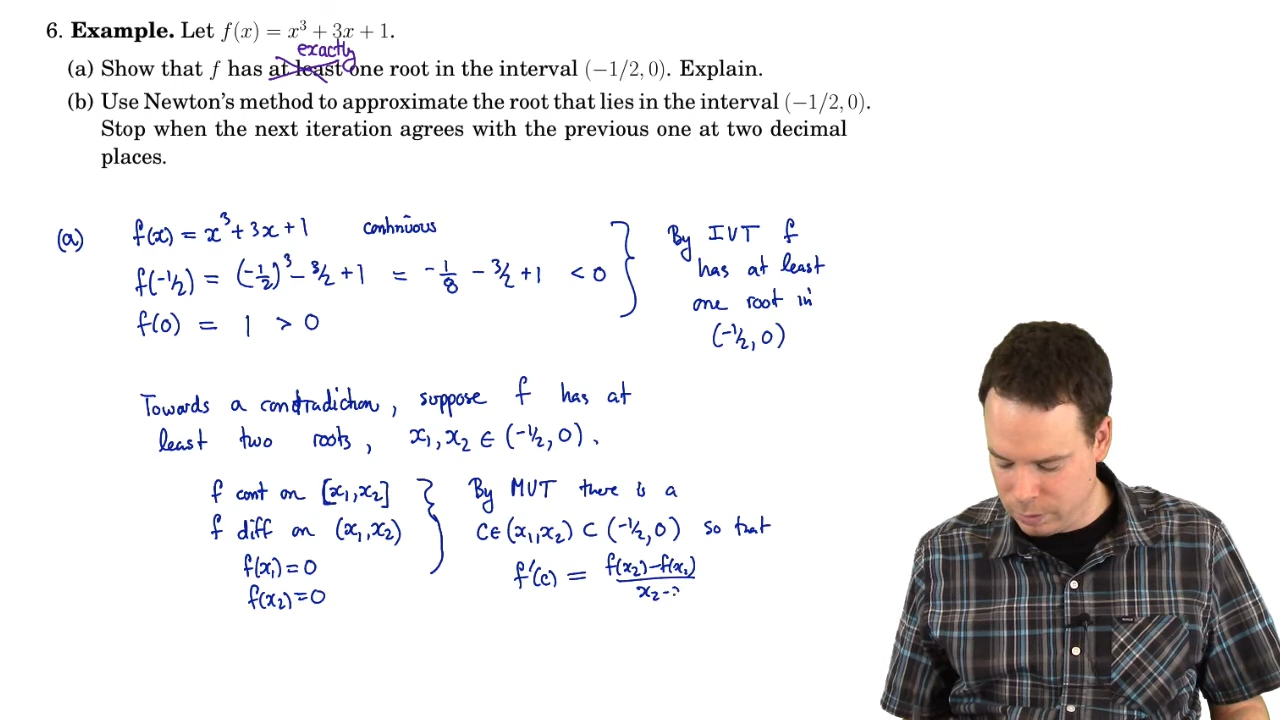 6. Example. Let f(x) = x³ + 3x + 1.
exactly
(a) Show that f has at least one root in the interval (−1/2, 0). Explain.
(b) Use Newton's method to approximate the root that lies in the interval (−1/2, 0).
Stop when the next iteration agrees with the previous one at two decimal
places.
(a) f(x) = x³ + 3x + 1 continuous
f(-1/2) = (-1/2)³ - 3/2 + 1 = -1/8 - 3/2 + 1 < 0
f(0) = 1 > 0
By IVT f
has at least
one root in
(-1/2, 0)
Towards a contradiction, suppose f has at
least two roots, x₁, x₂ ∈ (-1/2, 0).
f cont on [x₁, x₂]
f diff on (x₁, x₂)
f(x₁) = 0
f(x₂) = 0
By MVT there is a
C ∈ (x₁, x₂) ⊂ (-1/2, 0) so that
f'(c) = f(x₂) - f(x₁)
x₂ -